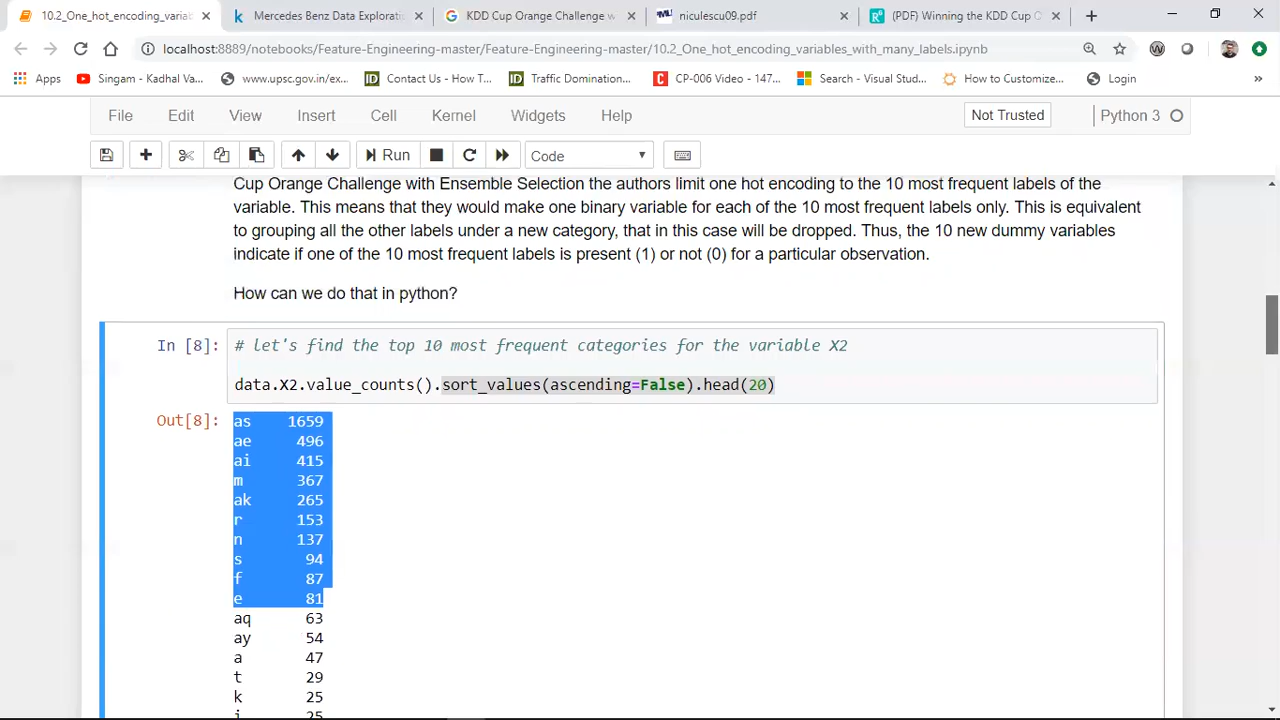 10.2_One_hot_encoding_variab
Mercedes Benz Data Explorati
KDD Cup Orange Challenge w
niculescu09.pdf
(PDF) Winning the KDD Cup O
localhost:8889/notebooks/Feature-Engineering-master/Feature-Engineering-master/10.2_One_hot_encoding_variables_with_many_labels.ipynb
Apps
Singam - Kadhal Va...
www.upsc.gov.in/ex...
ID
Contact Us - How T...
ID
Traffic Domination...
C
CP-006 Video - 147...
Search - Visual Stud...
How to Customize...
Login
»
File Edit View Insert Cell Kernel Widgets Help Not Trusted Python 3
Run Code
Cup Orange Challenge with Ensemble Selection the authors limit one hot encoding to the 10 most frequent labels of the
variable. This means that they would make one binary variable for each of the 10 most frequent labels only. This is equivalent
to grouping all the other labels under a new category, that in this case will be dropped. Thus, the 10 new dummy variables
indicate if one of the 10 most frequent labels is present (1) or not (0) for a particular observation.
How can we do that in python?
In [8]: # let's find the top 10 most frequent categories for the variable X2
data.X2.value_counts().sort_values(ascending=False).head(20)
Out[8]: as 1659
ae 496
ai 415
m 367
ak 265
r 153
n 137
s 94
f 87
e 81
aq 63
ay 54
a 47
t 29
k 25
i 25